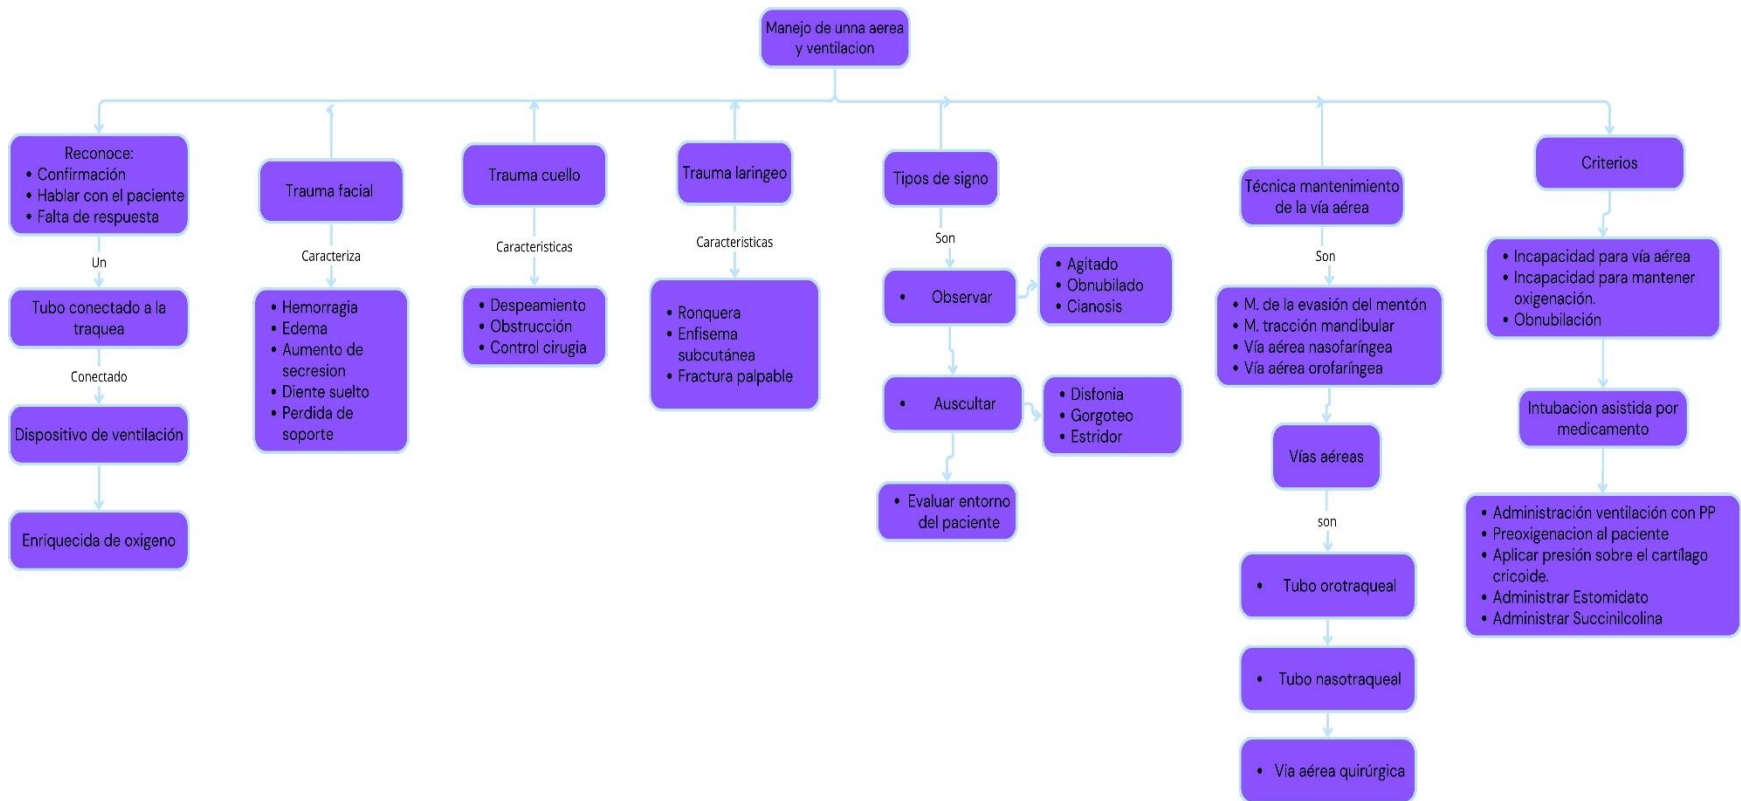 Manejo de unna aerea
y ventilacion
Reconoce:
• Confirmación
• Hablar con el paciente
• Falta de respuesta
Un
Tubo conectado a la
traquea
Conectado
Dispositivo de ventilación
Enriquecida de oxigeno
Trauma facial
Caracteriza
• Hemorragia
• Edema
• Aumento de
secresion
• Diente suelto
• Perdida de
soporte
Trauma cuello
Caracteristicas
• Despeamiento
• Obstrucción
• Control cirugia
Trauma laringeo
Caracteristicas
• Ronquera
• Enfisema
subcutánea
• Fractura palpable
Tipos de signo
Son
• Observar
• Agitado
• Obnubilado
• Cianosis
• Auscultar
• Disfonia
• Gorgoteo
• Estridor
• Evaluar entorno
del paciente
Técnica mantenimiento
de la vía aérea
Son
• M. de la evasión del mentón
• M. tracción mandibular
• Vía aérea nasofaríngea
• Vía aérea orofaríngea
Vías aéreas
son
• Tubo orotraqueal
• Tubo nasotraqueal
• Via aérea quirúrgica
Criterios
• Incapacidad para vía aérea
• Incapacidad para mantener
oxigenación.
• Obnubilación
Intubacion asistida por
medicamento
• Administración ventilación con PP
• Preoxigenacion al paciente
• Aplicar presión sobre el cartílago
cricoide.
• Administrar Estomidato
• Administrar Succinilcolina